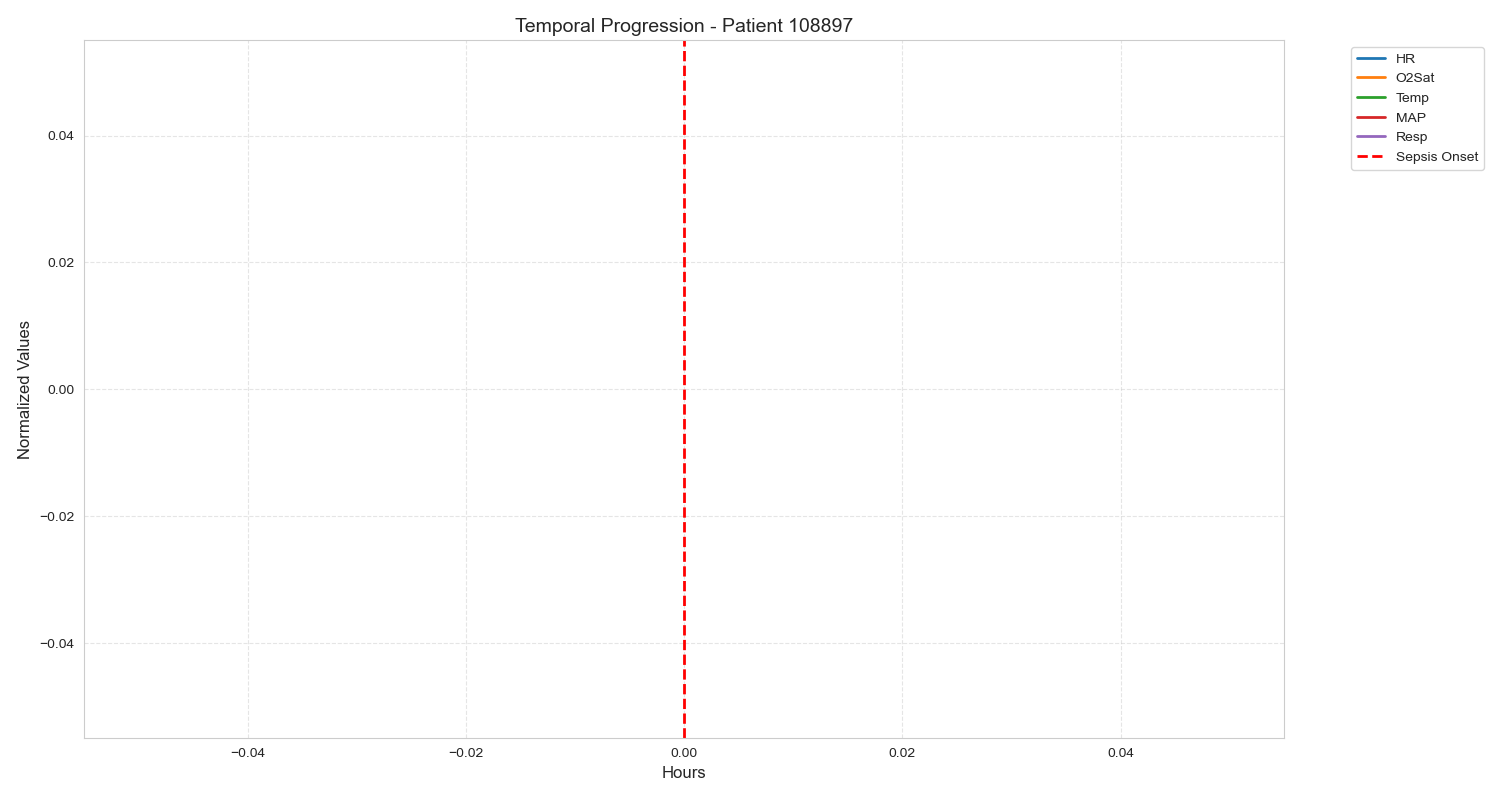 Temporal Progression - Patient 108897
HR
O2Sat
Temp
MAP
Resp
Sepsis Onset
Normalized Values
0.04
0.02
0.00
−0.02
−0.04
−0.04
−0.02
0.00
0.02
0.04
Hours